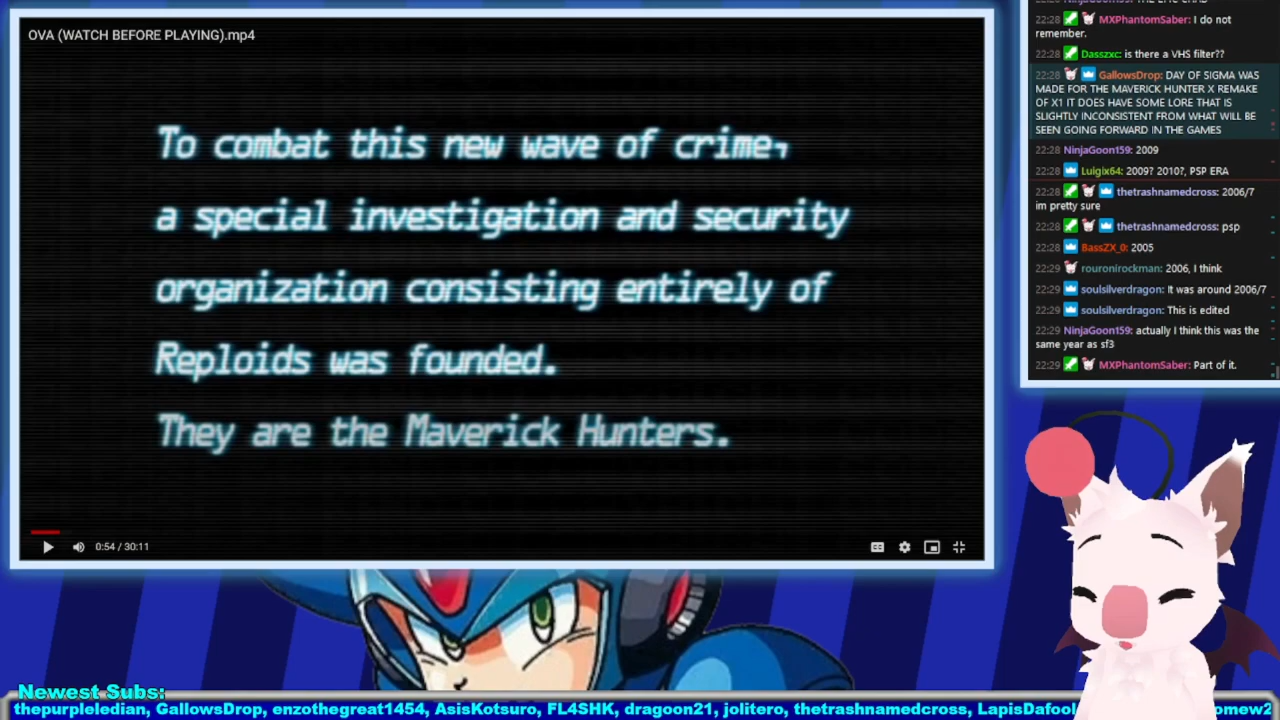 OVA (WATCH BEFORE PLAYING).mp4
To combat this new wave of crime,
a special investigation and security
organization consisting entirely of
Reploids was founded.
They are the Maverick Hunters.
0:54 / 30:11
22:28 MXPhantomSaber: I do not
remember.
22:28 Dasszxc: is there a VHS filter??
22:28 GallowsDrop: DAY OF SIGMA WAS
MADE FOR THE MAVERICK HUNTER X REMAKE
OF X1 IT DOES HAVE SOME LORE THAT IS
SLIGHTLY INCONSISTENT FROM WHAT WILL BE
SEEN GOING FORWARD IN THE GAMES
22:28 NinjaGoon159: 2009
22:28 Luigix64: 2009? 2010?, PSP ERA
22:28 thetrashnamedcross: 2006/7
im pretty sure
22:28 thetrashnamedcross: psp
22:28 BassZX_0: 2005
22:29 rouronirockman: 2006, I think
22:29 soulsilverdragon: It was around 2006/7
22:29 soulsilverdragon: This is edited
22:29 NinjaGoon159: actually I think this was the
same year as sf3
22:29 MXPhantomSaber: Part of it.
Newest Subs:
thepurpleledian, GallowsDrop, enzothegreat1454, AsisKotsuro, FL4SHK, dragoon21, jolitero, thetrashnamedcross, LapisDafool